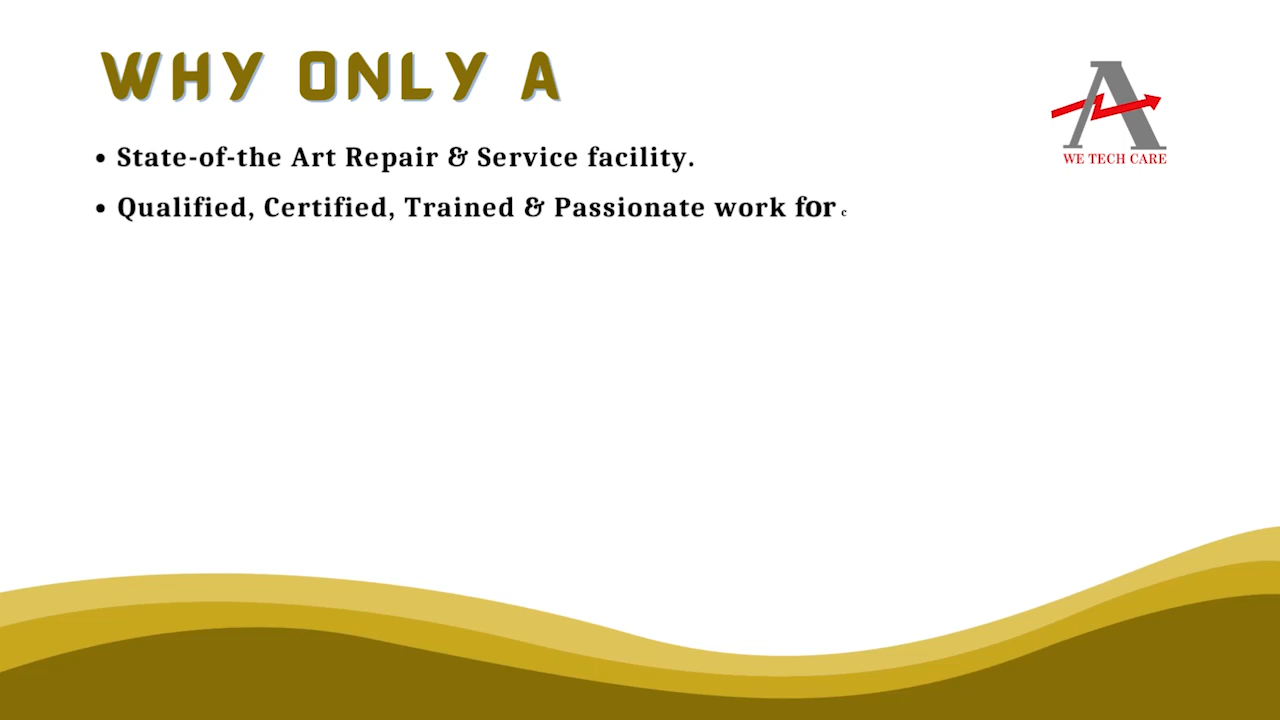 WHY ONLY A
• State-of-the Art Repair & Service facility.
• Qualified, Certified, Trained & Passionate work for c
A
WE TECH CARE